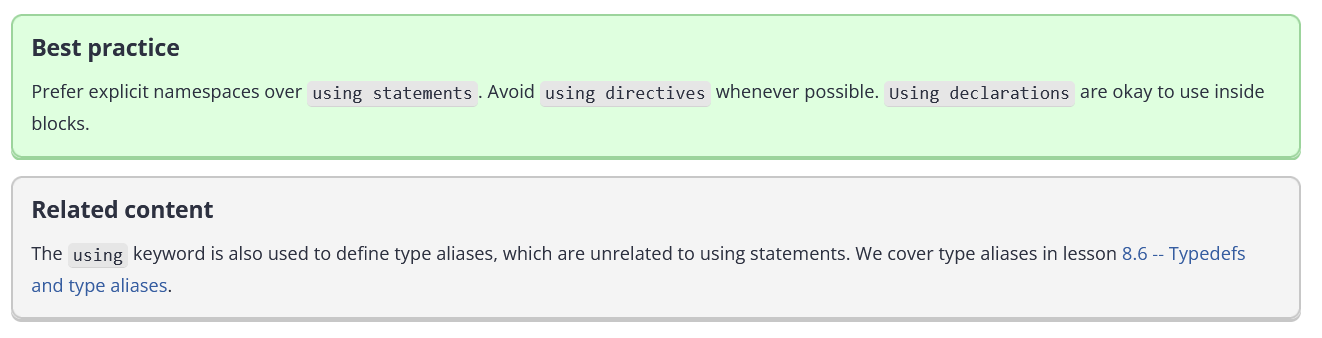 Best practice
Prefer explicit namespaces over using statements. Avoid using directives whenever possible. Using declarations are okay to use inside
blocks.
Related content
The using keyword is also used to define type aliases, which are unrelated to using statements. We cover type aliases in lesson 8.6 -- Typedefs
and type aliases.